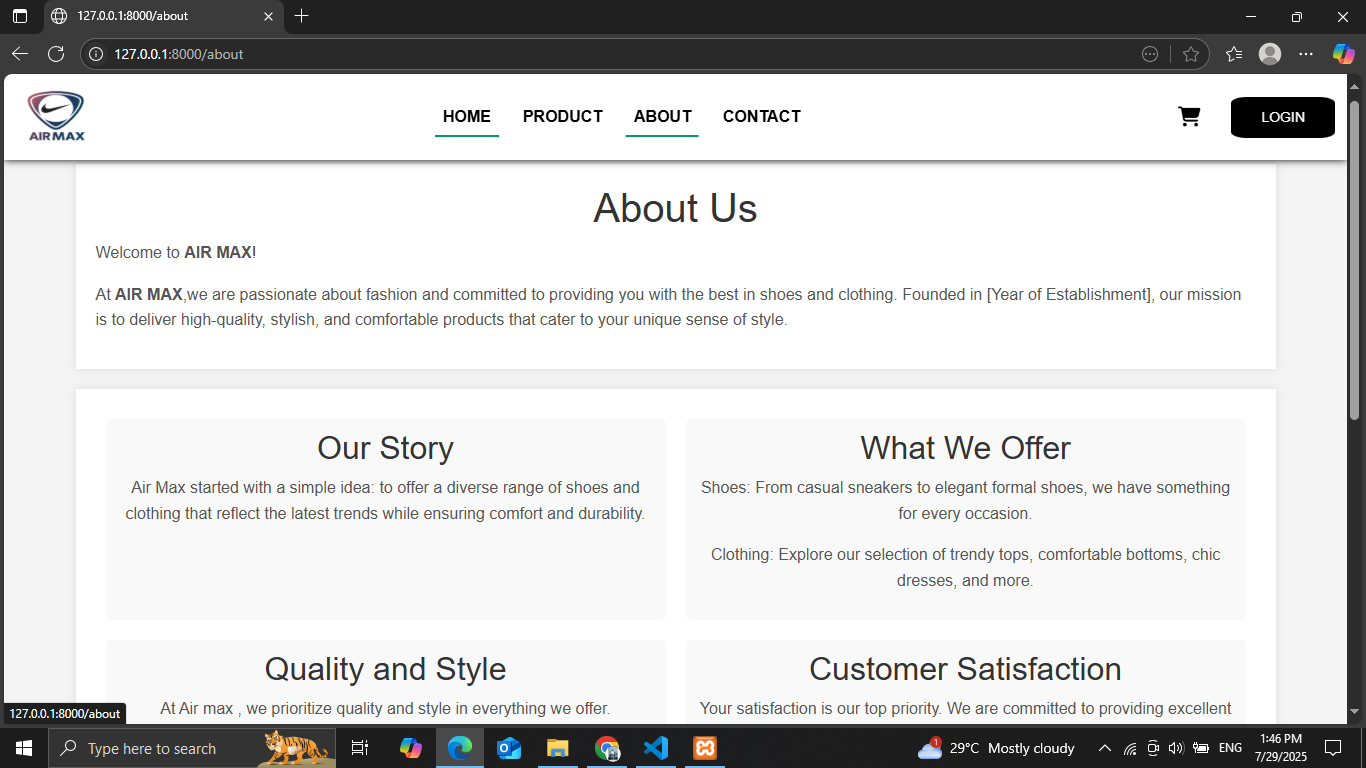 127.0.0.1:8000/about
127.0.0.1:8000/about
AIRMAX
HOME PRODUCT ABOUT CONTACT
LOGIN
About Us
Welcome to AIR MAX!
At AIR MAX,we are passionate about fashion and committed to providing you with the best in shoes and clothing. Founded in [Year of Establishment], our mission
is to deliver high-quality, stylish, and comfortable products that cater to your unique sense of style.
Our Story
Air Max started with a simple idea: to offer a diverse range of shoes and
clothing that reflect the latest trends while ensuring comfort and durability.
What We Offer
Shoes: From casual sneakers to elegant formal shoes, we have something
for every occasion.
Clothing: Explore our selection of trendy tops, comfortable bottoms, chic
dresses, and more.
Quality and Style
At Air max , we prioritize quality and style in everything we offer.
Customer Satisfaction
Your satisfaction is our top priority. We are committed to providing excellent
127.0.0.1:8000/about
Type here to search
1
29°C Mostly cloudy
ENG
1:46 PM
7/29/2025